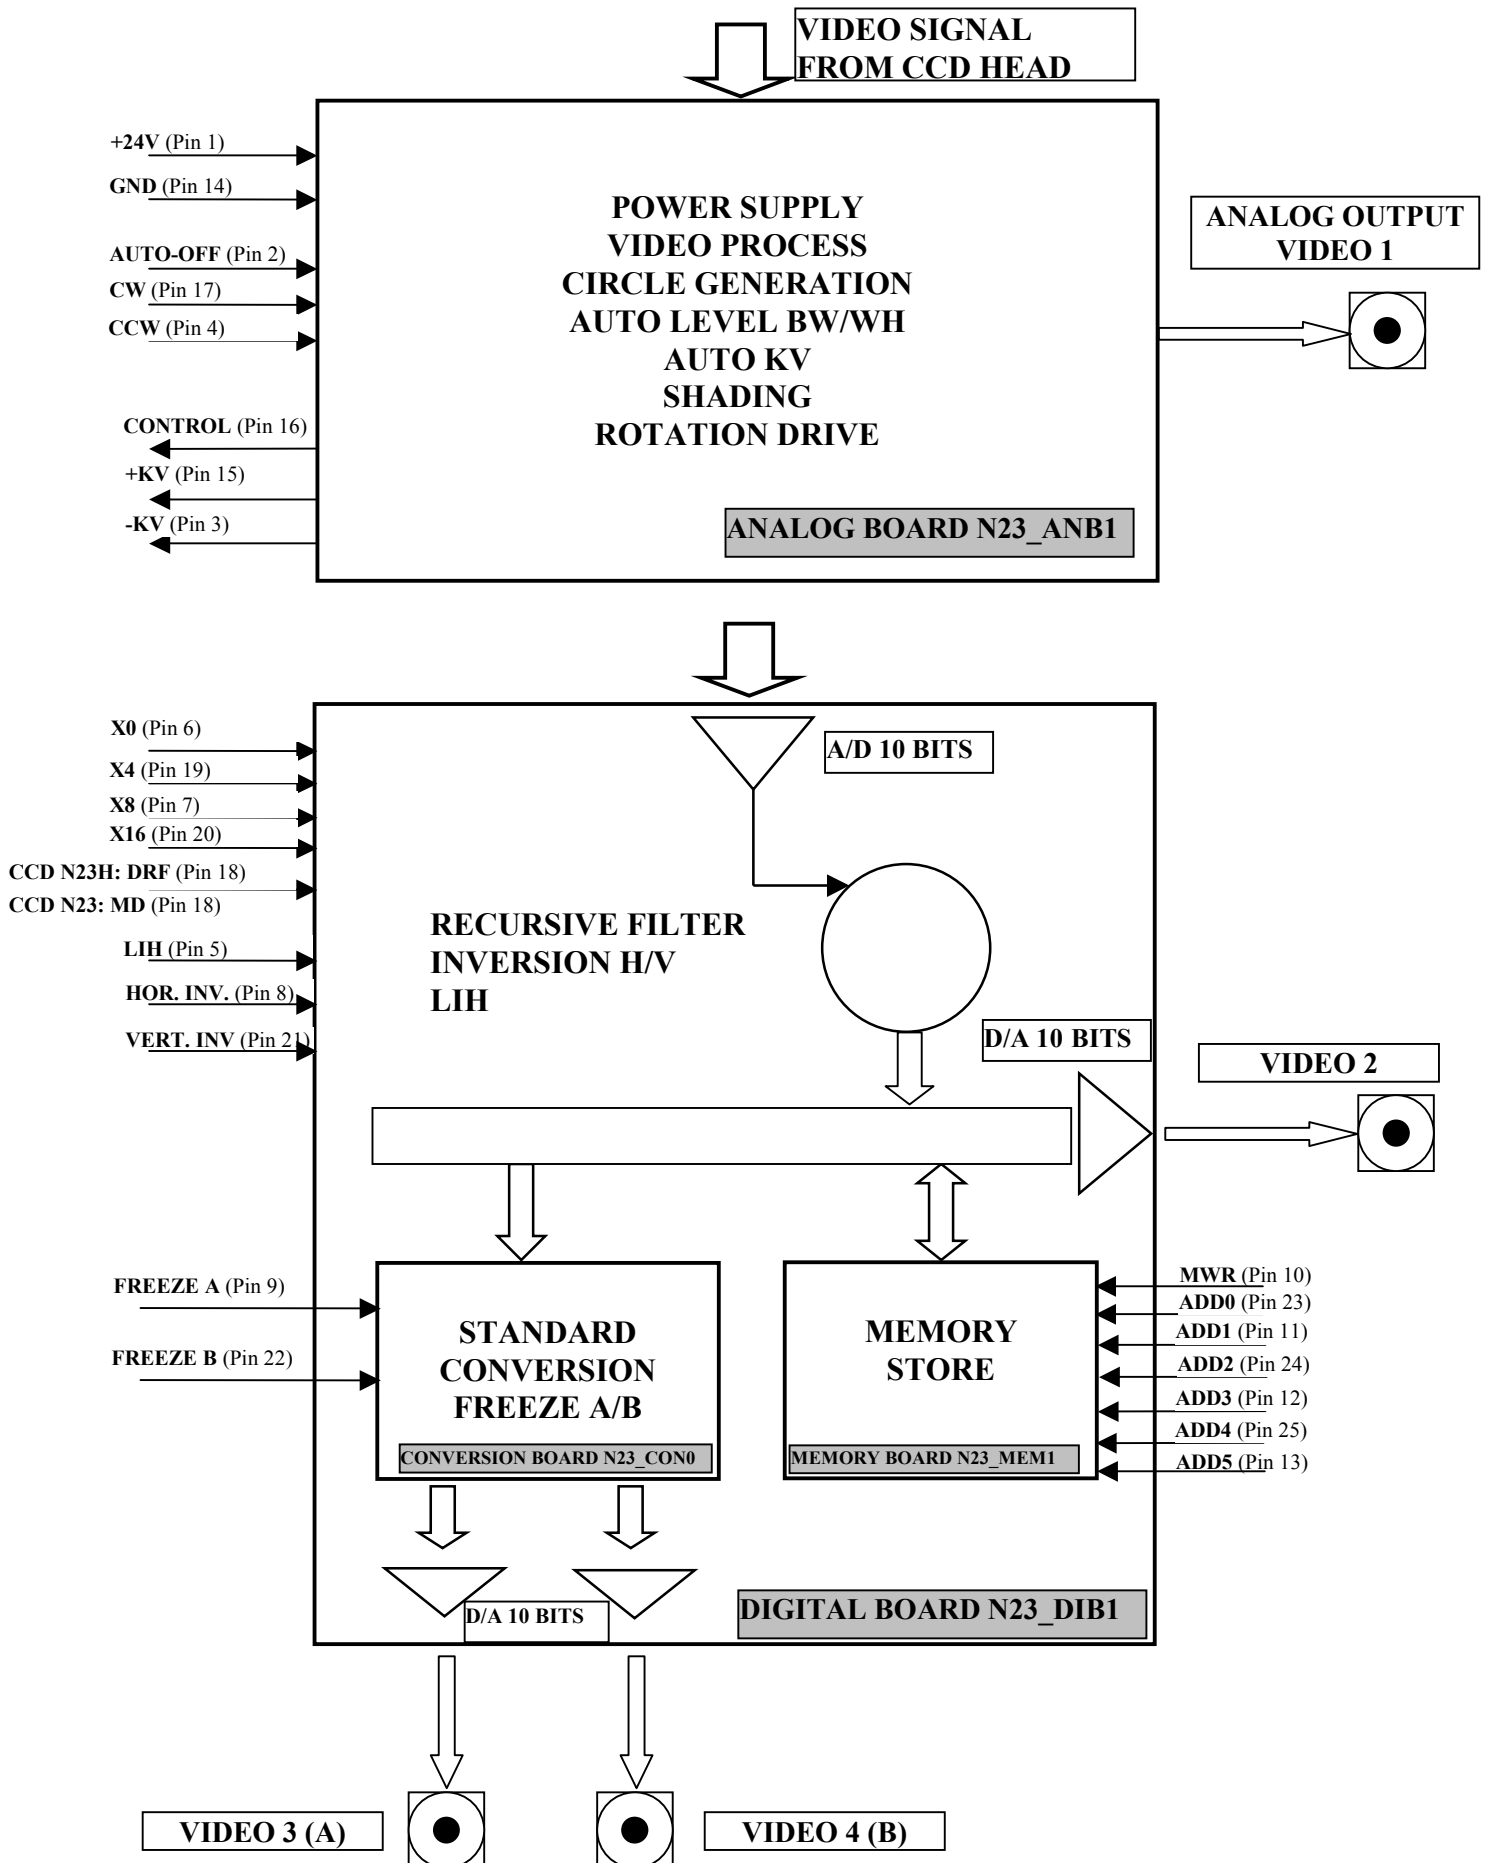 VIDEO SIGNAL
FROM CCD HEAD
+24V (Pin 1)
GND (Pin 14)
AUTO-OFF (Pin 2)
CW (Pin 17)
CCW (Pin 4)
CONTROL (Pin 16)
+KV (Pin 15)
-KV (Pin 3)
POWER SUPPLY
VIDEO PROCESS
CIRCLE GENERATION
AUTO LEVEL BW/WH
AUTO KV
SHADING
ROTATION DRIVE
ANALOG BOARD N23_ANB1
ANALOG OUTPUT
VIDEO 1
X0 (Pin 6)
X4 (Pin 19)
X8 (Pin 7)
X16 (Pin 20)
CCD N23H: DRF (Pin 18)
CCD N23: MD (Pin 18)
LIH (Pin 5)
HOR. INV. (Pin 8)
VERT. INV (Pin 21)
A/D 10 BITS
RECURSIVE FILTER
INVERSION H/V
LIH
D/A 10 BITS
VIDEO 2
FREEZE A (Pin 9)
FREEZE B (Pin 22)
STANDARD
CONVERSION
FREEZE A/B
CONVERSION BOARD N23_CON0
MEMORY
STORE
MEMORY BOARD N23_MEM1
MWR (Pin 10)
ADD0 (Pin 23)
ADD1 (Pin 11)
ADD2 (Pin 24)
ADD3 (Pin 12)
ADD4 (Pin 25)
ADD5 (Pin 13)
D/A 10 BITS
DIGITAL BOARD N23_DIB1
VIDEO 3 (A)
VIDEO 4 (B)